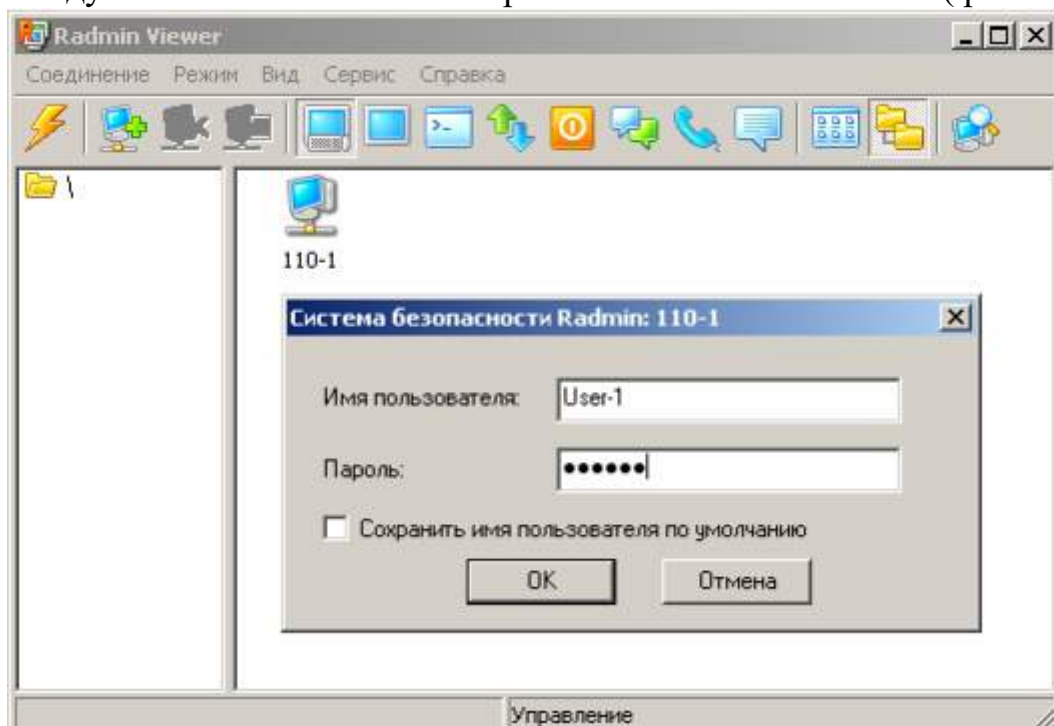 Radmin Viewer
Соединение Режим Вид Сервис Справка
\
110-1
Система безопасности Radmin: 110-1
Имя пользователя: User-1
Пароль: ●●●●●●
Сохранить имя пользователя по умолчанию
OK Отмена
Управление